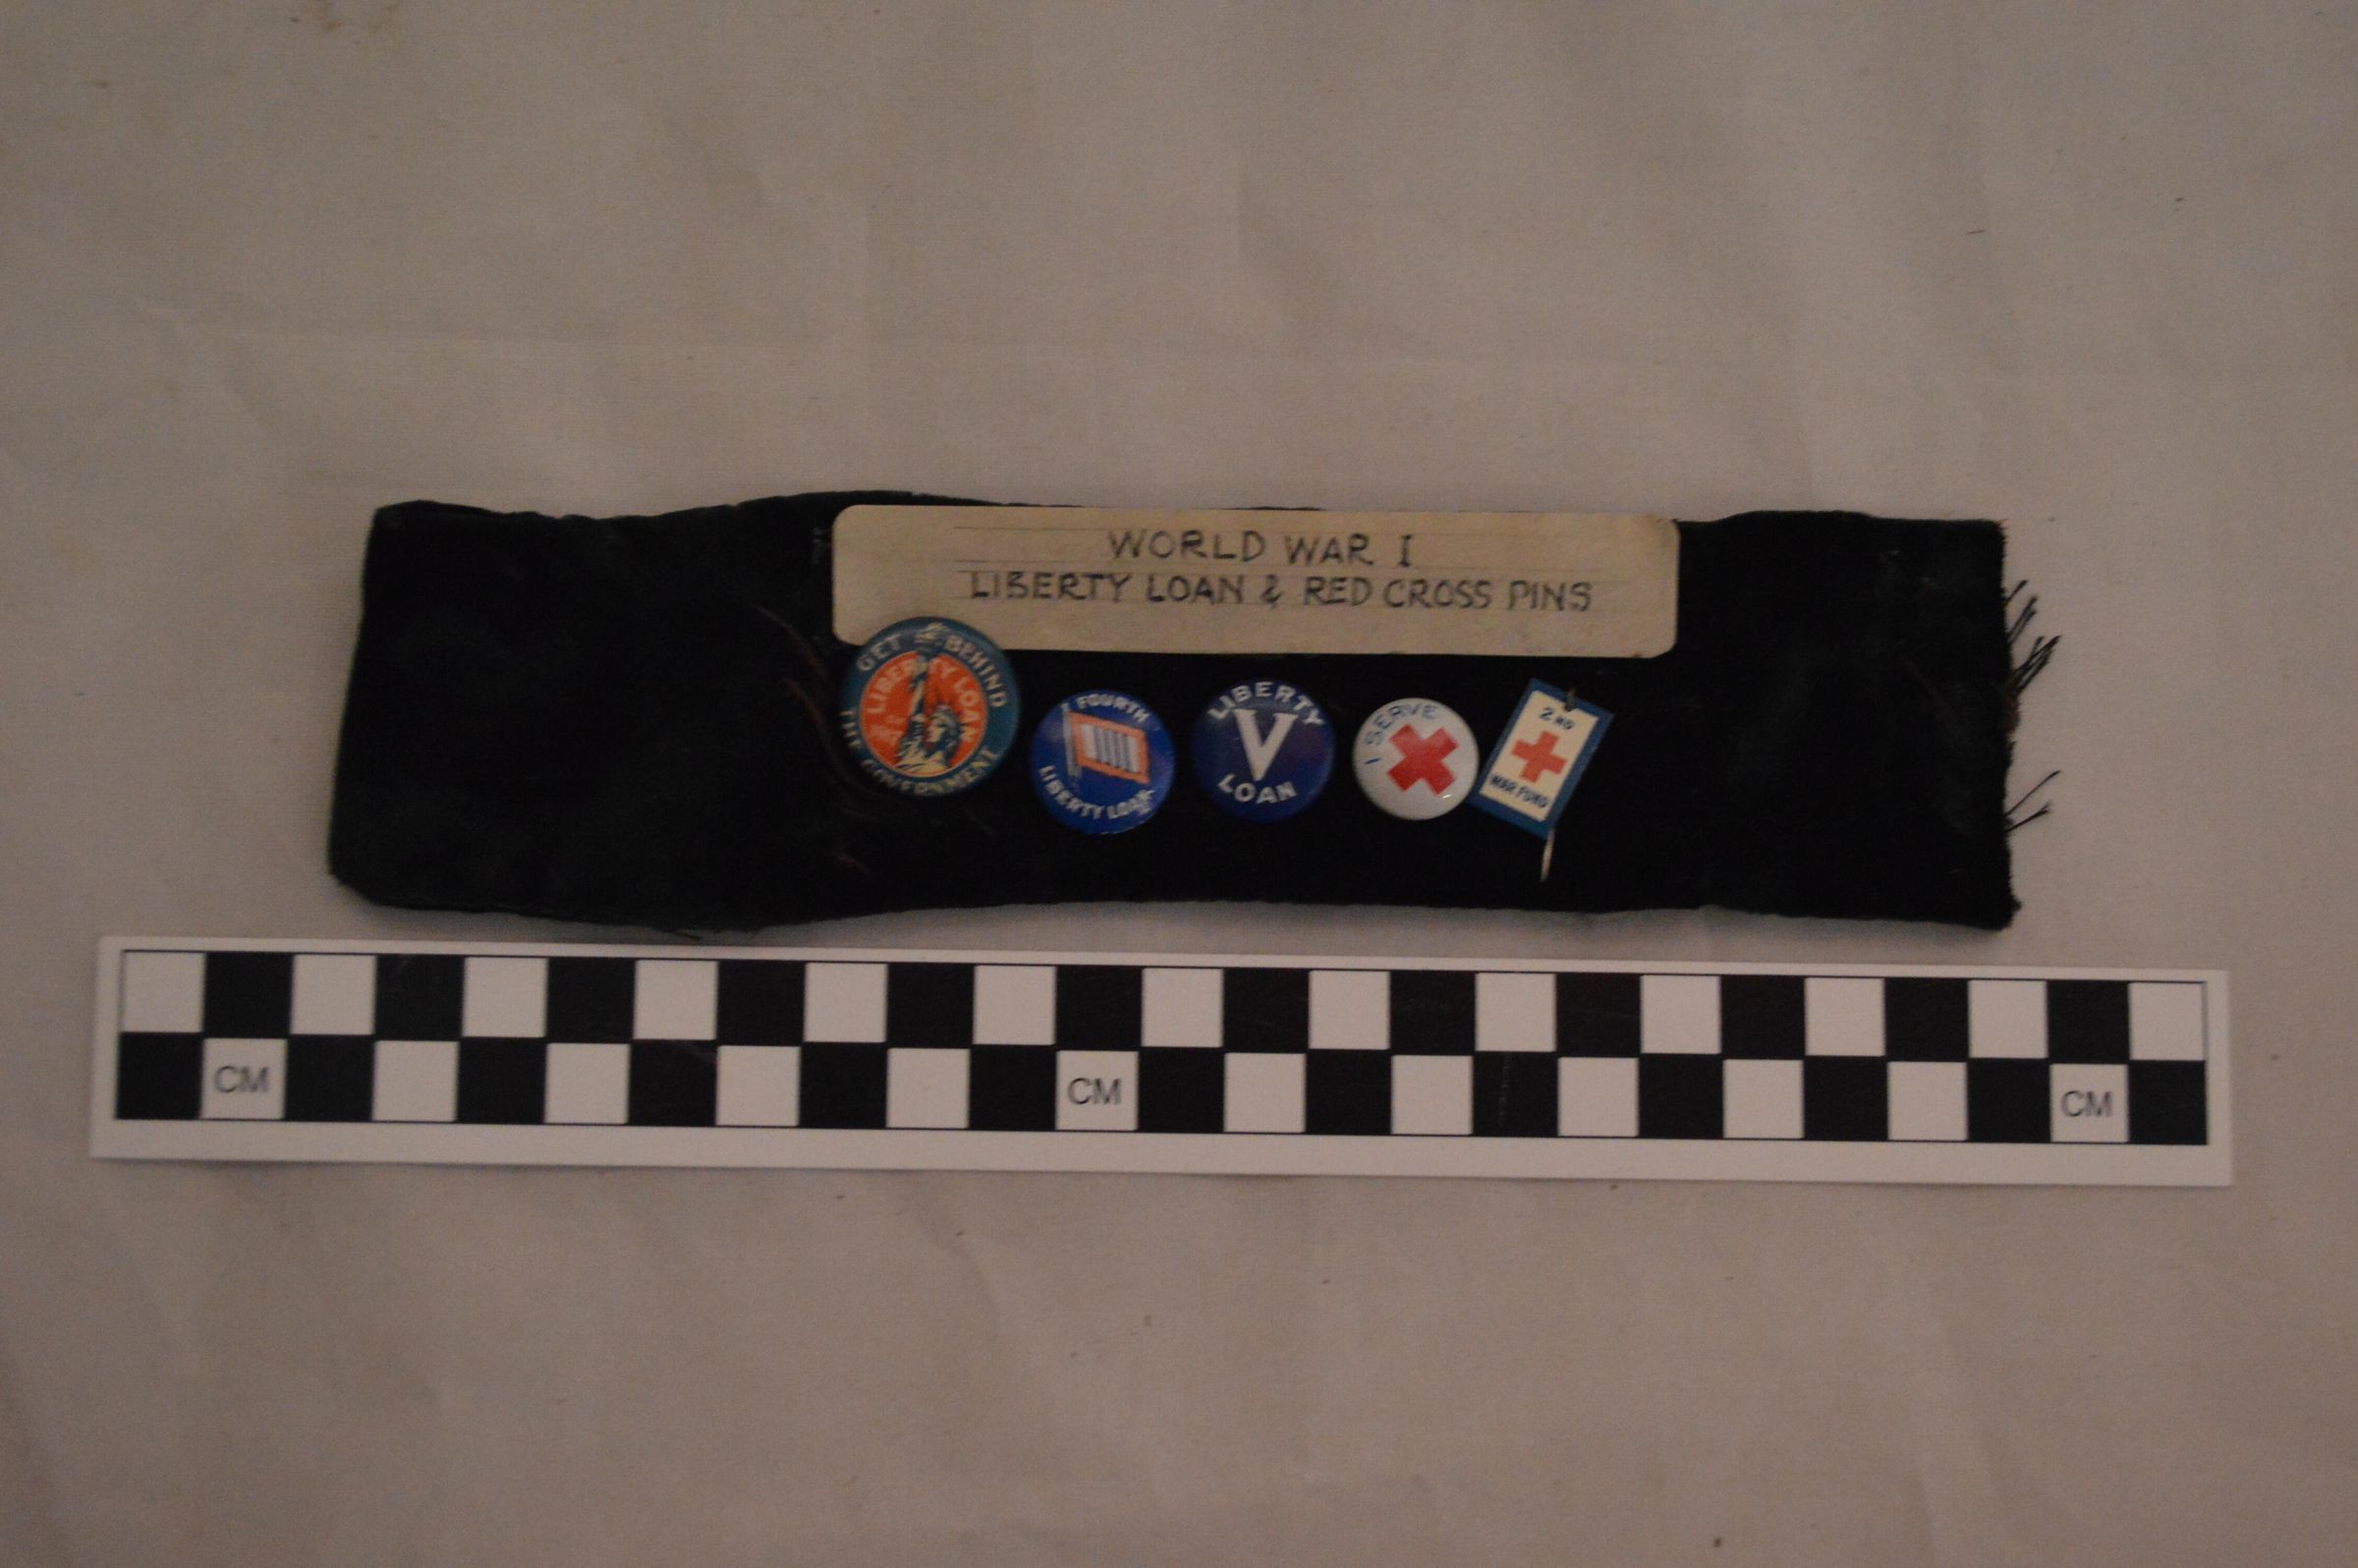 WORLD WAR I
LIBERTY LOAN & RED CROSS PINS
GET BEHIND
LIBERTY LOAN
THE GOVERNMENT
FOURTH
LIBERTY LOAN
LIBERTY
V
LOAN
I SERVE
2ND
WAR FUND
CM
CM
CM